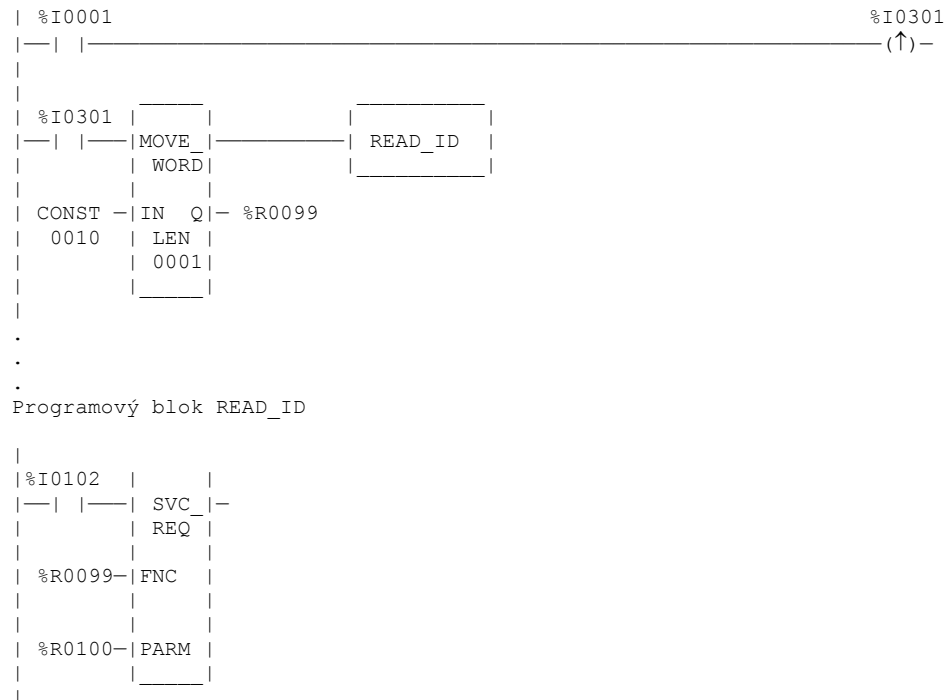 %I0001 %I0301
(↑)
%I0301
MOVE_ READ_ID
WORD
CONST IN Q %R0099
0010 LEN
0001
.
.
.
Programový blok READ_ID
%I0102
SVC_
REQ
%R0099 FNC
%R0100 PARM